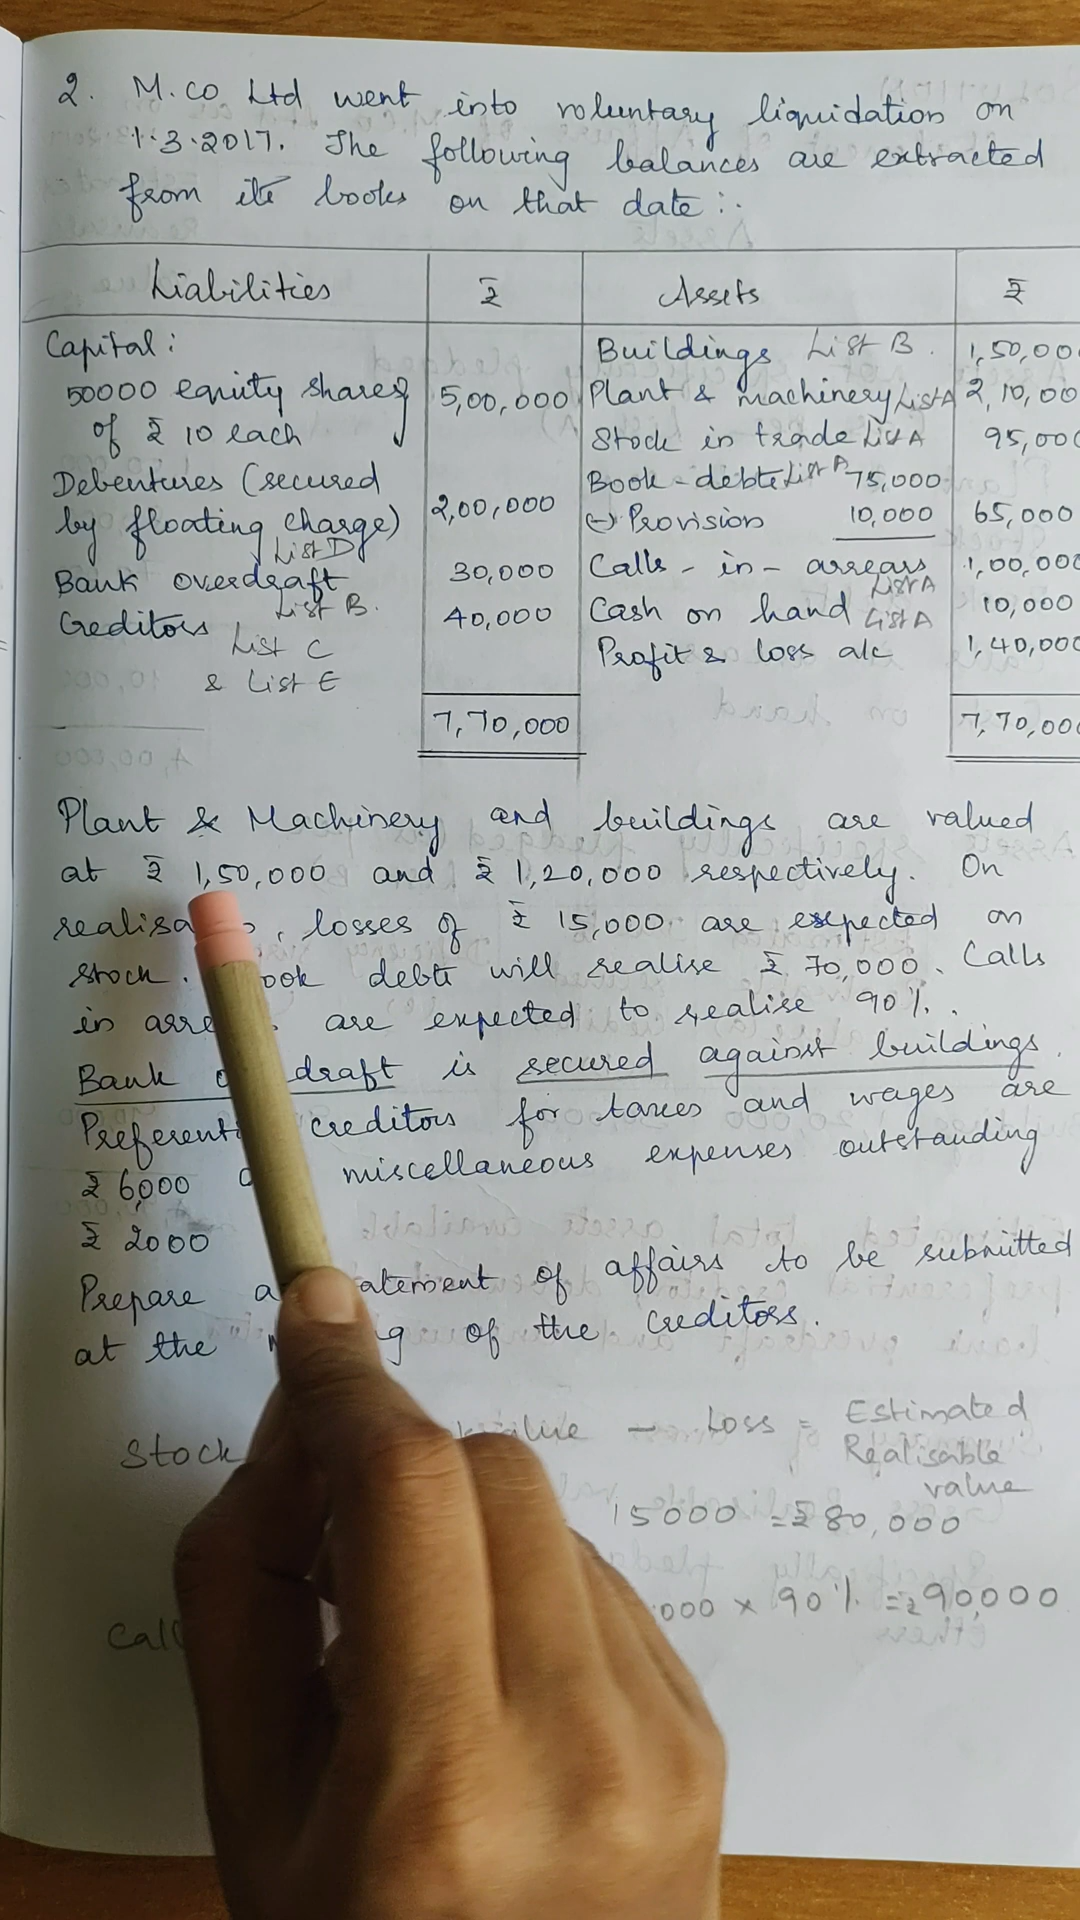 2. M.co Ltd went into voluntary liquidation on
1.3.2017. The following balances are extracted
from its books on that date :-
Liabilities ₹ Assets ₹
Capital :
50000 equity shares
of ₹ 10 each 5,00,000
Debentures (secured
by floating charge) 2,00,000
List D
Bank overdraft 30,000
List B.
Creditors 40,000
List C
& List E
7,70,000
Buildings List B. 1,50,00
Plant & machinery List A 2,10,00
Stock in trade List A 95,00
Book-debts List A 75,000
(-) Provision 10,000 65,000
Calls-in-arrears 1,00,000
List A
Cash on hand List A 10,000
Profit & loss a/c 1,40,000
7,70,000
Plant & Machinery and buildings are valued
at ₹ 1,50,000 and ₹ 1,20,000 respectively. On
losses of ₹ 15,000 are expected on
stock. debts will realise ₹ 70,000. Calls
in are expected to realise 90%.
Bank is secured against buildings.
creditors for taxes and wages are
₹ 6,000 miscellaneous expenses outstanding
₹ 2000
Prepare of affairs to be submitted
at the of the creditors.
Stock - Loss = Estimated
Realisable
value
15000 = ₹ 80,000
000 x 90% = ₹ 90,000